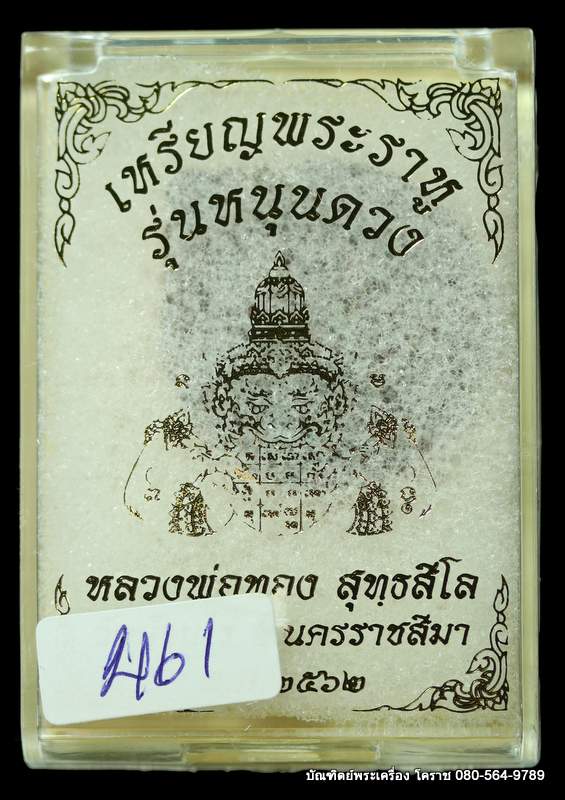 เหรียญพระราหู
รุ่นหนุนดวง
หลวงพ่อทอง สุทฺธสีโล
นครราชสีมา
๒๕๖๒
461
บัณฑิตย์พระเครื่อง โคราช 080-564-9789